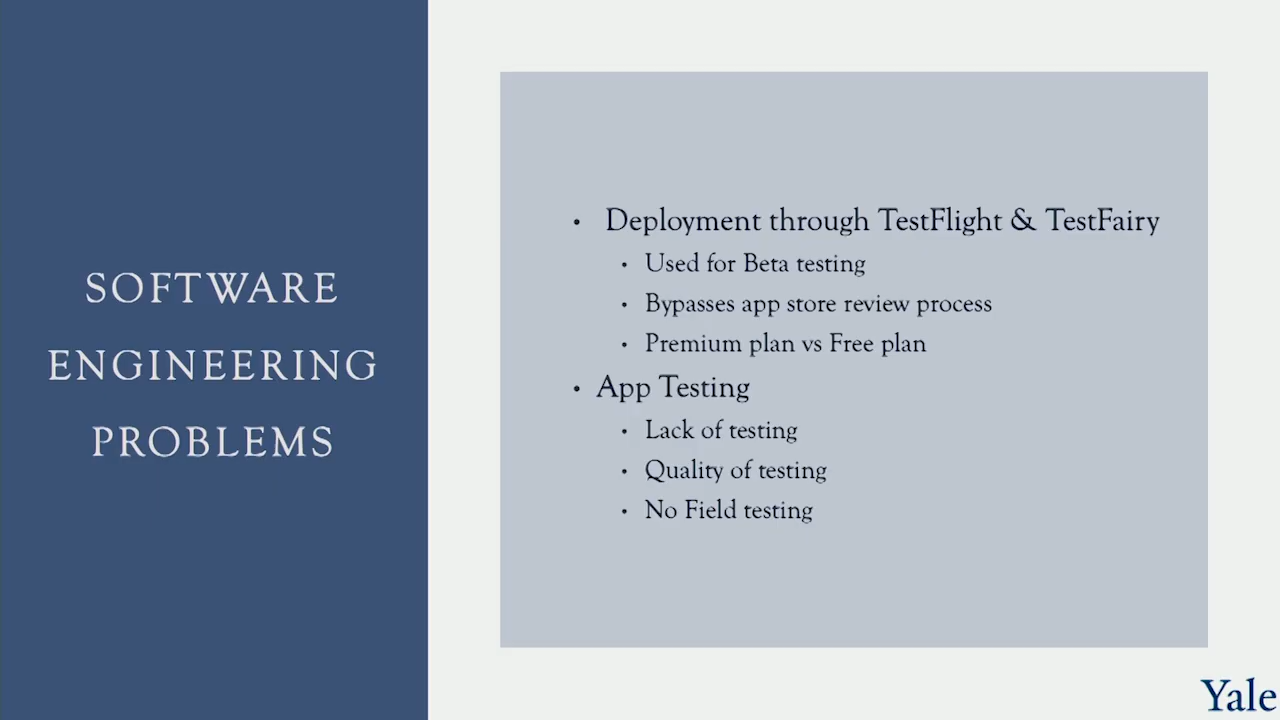 SOFTWARE
ENGINEERING
PROBLEMS
• Deployment through TestFlight & TestFairy
• Used for Beta testing
• Bypasses app store review process
• Premium plan vs Free plan
• App Testing
• Lack of testing
• Quality of testing
• No Field testing
Yale